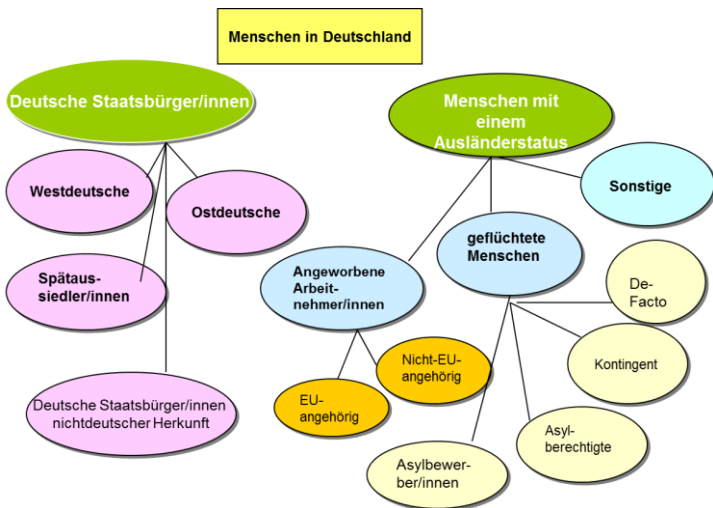 Menschen in Deutschland
Deutsche Staatsbürger/innen
Menschen mit
einem
Ausländerstatus
Westdeutsche
Ostdeutsche
Sonstige
Spätaus-
siedler/innen
Angeworbene
Arbeit-
nehmer/innen
geflüchtete
Menschen
De-
Facto
Kontingent
Nicht-EU-
angehörig
EU-
angehörig
Deutsche Staatsbürger/innen
nichtdeutscher Herkunft
Asyl-
berechtigte
Asylbewer-
ber/innen